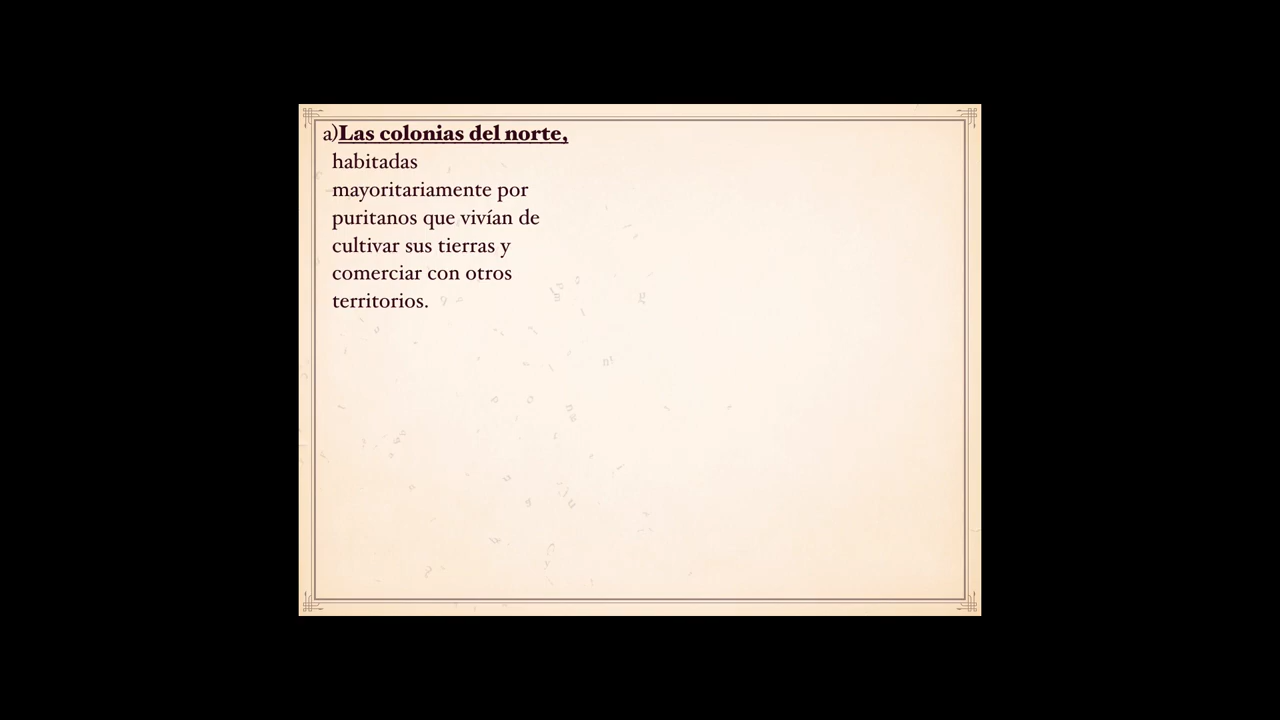 a)Las colonias del norte,
habitadas
mayoritariamente por
puritanos que vivían de
cultivar sus tierras y
comerciar con otros
territorios.